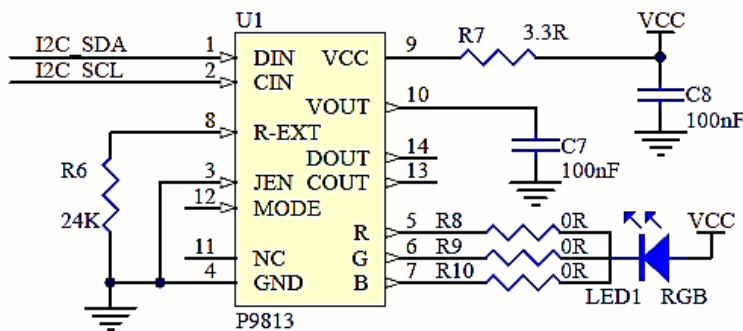 U1
I2C_SDA 1 DIN VCC 9 R7 3.3R VCC
I2C_SCL 2 CIN
VOUT 10 C8
100nF
8 R-EXT
R6 DOUT 14 C7
3 JEN COUT 13 100nF
24K 12 MODE
R 5 R8 0R VCC
11 NC G 6 R9 0R
4 GND B 7 R10 0R
LED1 RGB
P9813